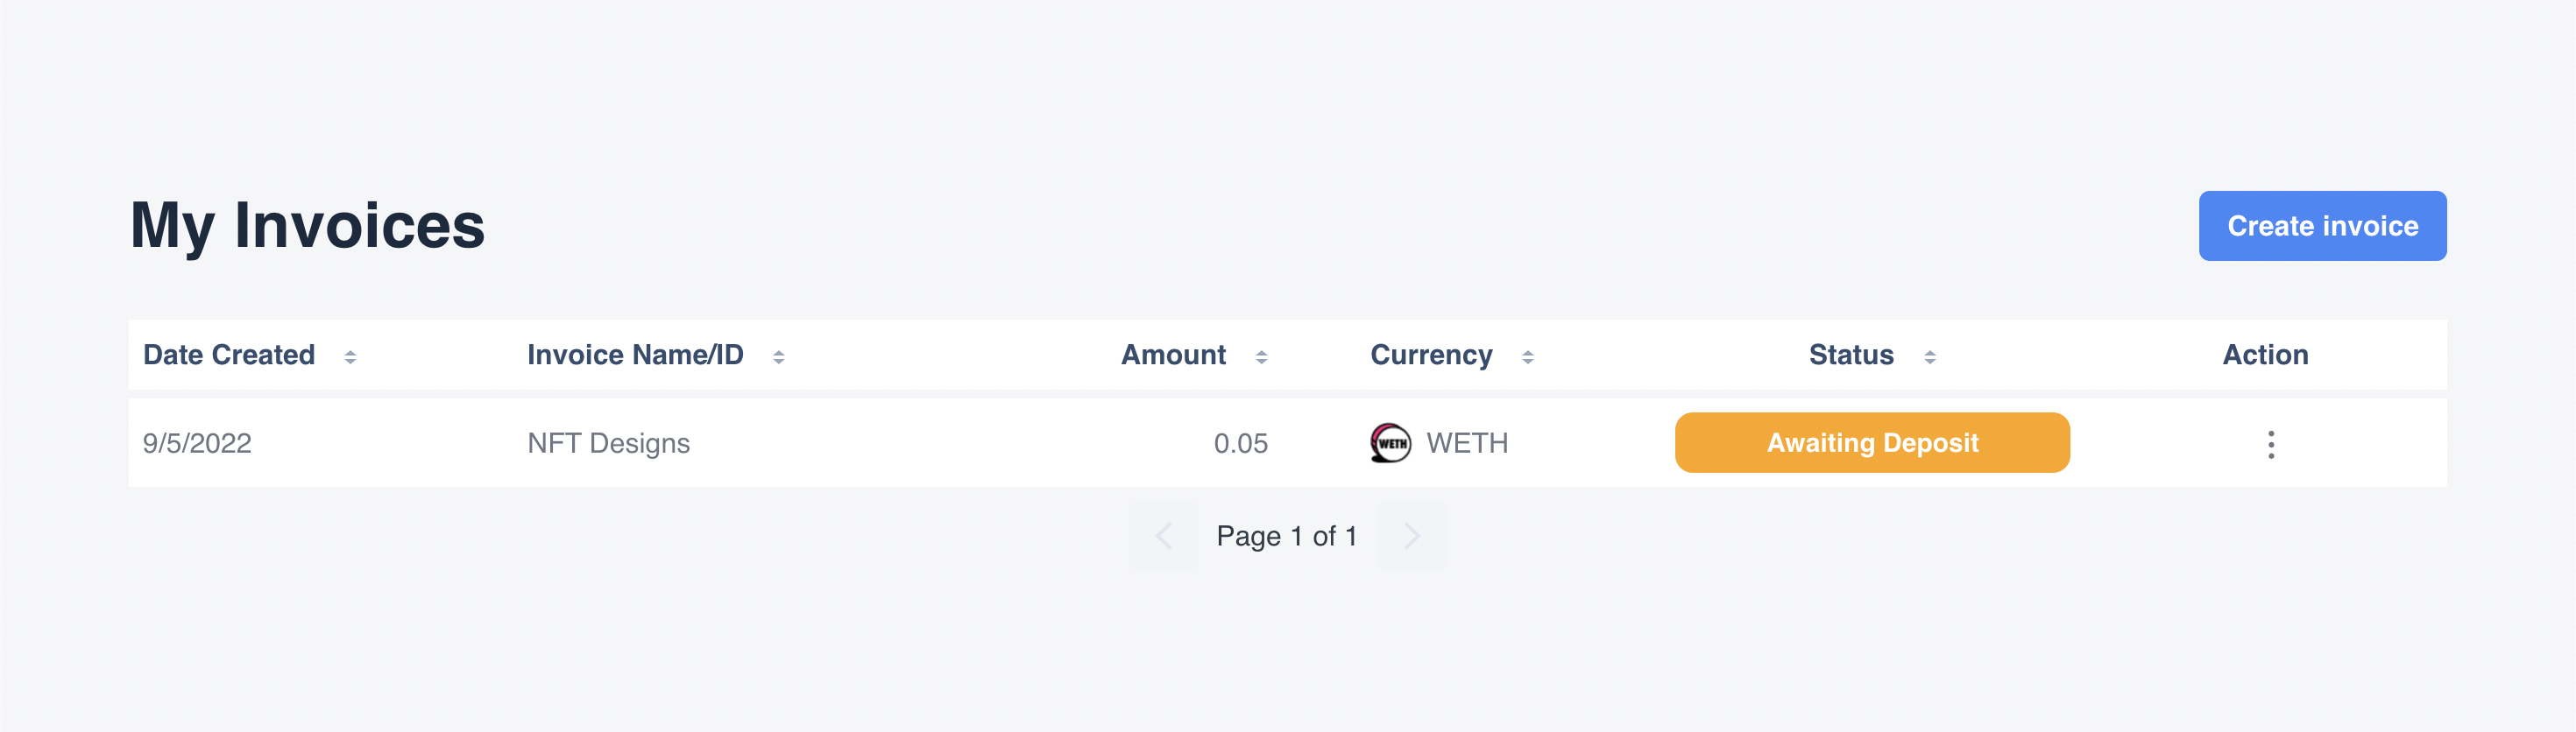 My Invoices
Create invoice
Date Created Invoice Name/ID Amount Currency Status Action
9/5/2022 NFT Designs 0.05 WETH WETH Awaiting Deposit
Page 1 of 1